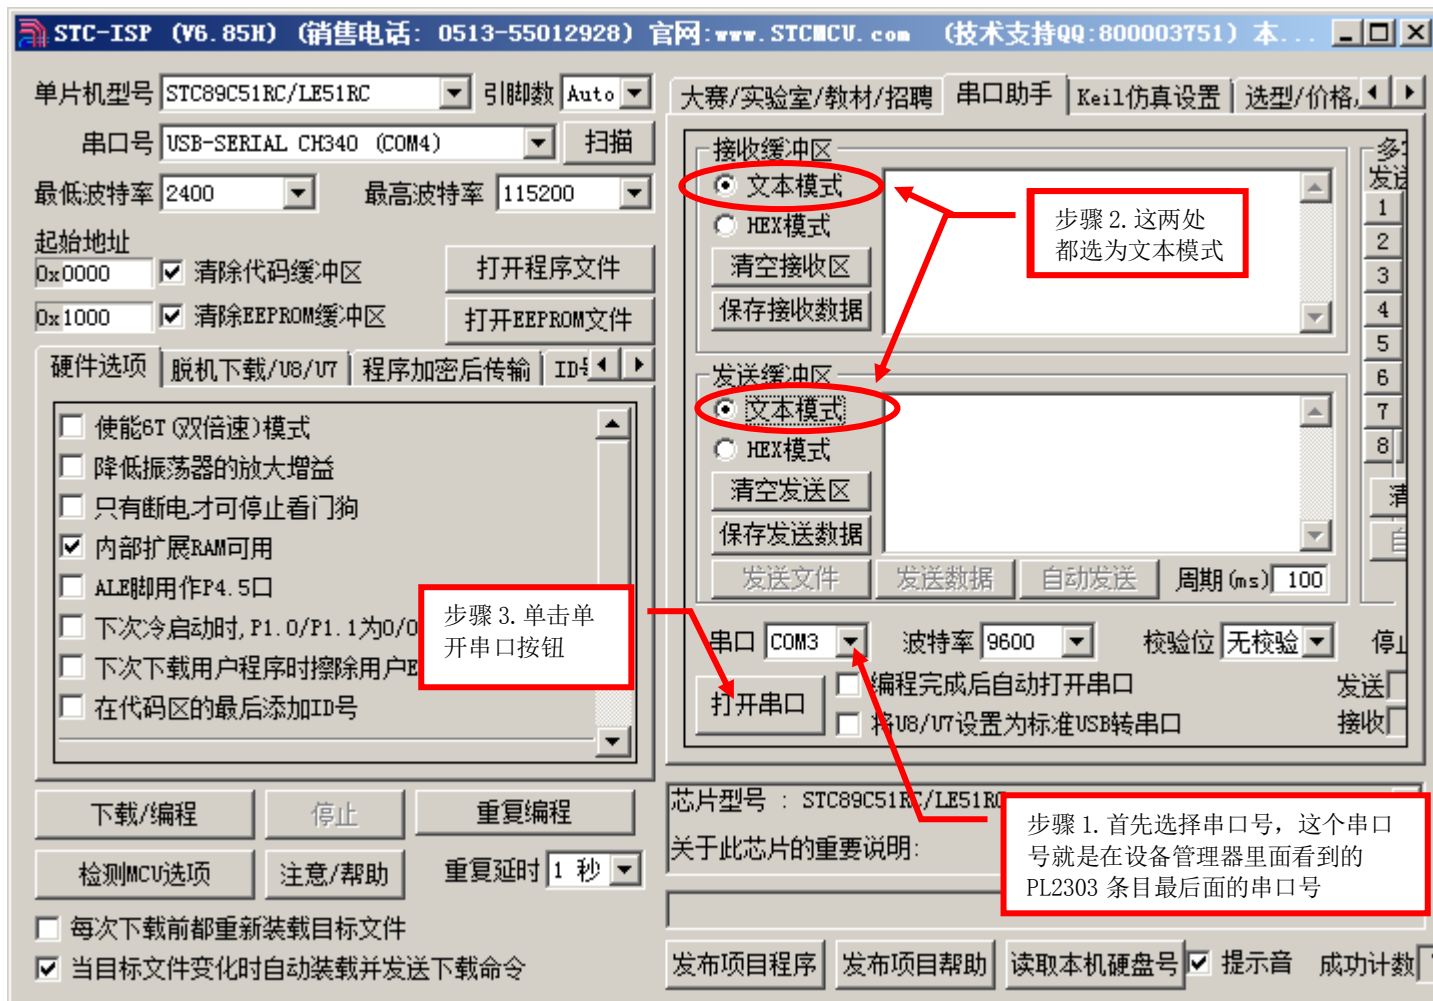 STC-ISP (V6.85H) (销售电话: 0513-55012928) 官网:www.STCMCU.com (技术支持QQ:800003751) 本...
单片机型号 STC89C51RC/LE51RC 引脚数 Auto
串口号 USB-SERIAL CH340 (COM4) 扫描
最低波特率 2400 最高波特率 115200
起始地址
0x0000 清除代码缓冲区 打开程序文件
0x1000 清除EEPROM缓冲区 打开EEPROM文件
硬件选项 脱机下载/U8/U7 程序加密后传输 ID
使能6T(双倍速)模式
降低振荡器的放大增益
只有断电才可停止看门狗
内部扩展RAM可用
ALE脚用作P4.5口
下次冷启动时,P1.0/P1.1为0/0
下次下载用户程序时擦除用户E
在代码区的最后添加ID号
步骤 3.单击单
开串口按钮
下载/编程 停止 重复编程
检测MCU选项 注意/帮助 重复延时 1 秒
每次下载前都重新装载目标文件
当目标文件变化时自动装载并发送下载命令
大赛/实验室/教材/招聘 串口助手 Keil仿真设置 选型/价格
接收缓冲区
文本模式
HEX模式
清空接收区
保存接收数据
步骤 2.这两处
都选为文本模式
发送缓冲区
文本模式
HEX模式
清空发送区
保存发送数据
发送文件 发送数据 自动发送 周期(ms) 100
多
发送
1
2
3
4
5
6
7
8
清
自
串口 COM3 波特率 9600 校验位 无校验 停
打开串口 编程完成后自动打开串口 发送
将U8/U7设置为标准USB转串口 接收
芯片型号 : STC89C51RC/LE51RC
关于此芯片的重要说明:
步骤 1.首先选择串口号，这个串口
号就是在设备管理器里面看到的
PL2303 条目最后面的串口号
发布项目程序 发布项目帮助 读取本机硬盘号 提示音 成功计数